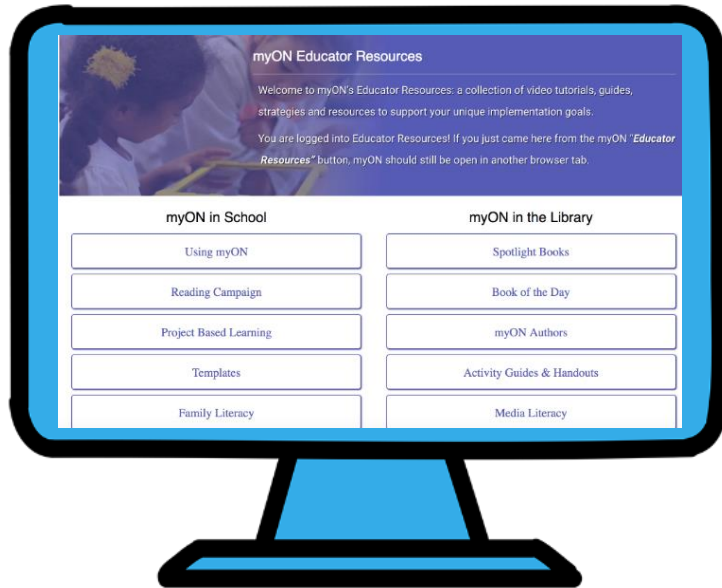 myON Educator Resources
Welcome to myON's Educator Resources: a collection of video tutorials, guides,
strategies and resources to support your unique implementation goals.
You are logged into Educator Resources! If you just came here from the myON "Educator
Resources" button, myON should still be open in another browser tab.
myON in School
Using myON
Reading Campaign
Project Based Learning
Templates
Family Literacy
myON in the Library
Spotlight Books
Book of the Day
myON Authors
Activity Guides & Handouts
Media Literacy